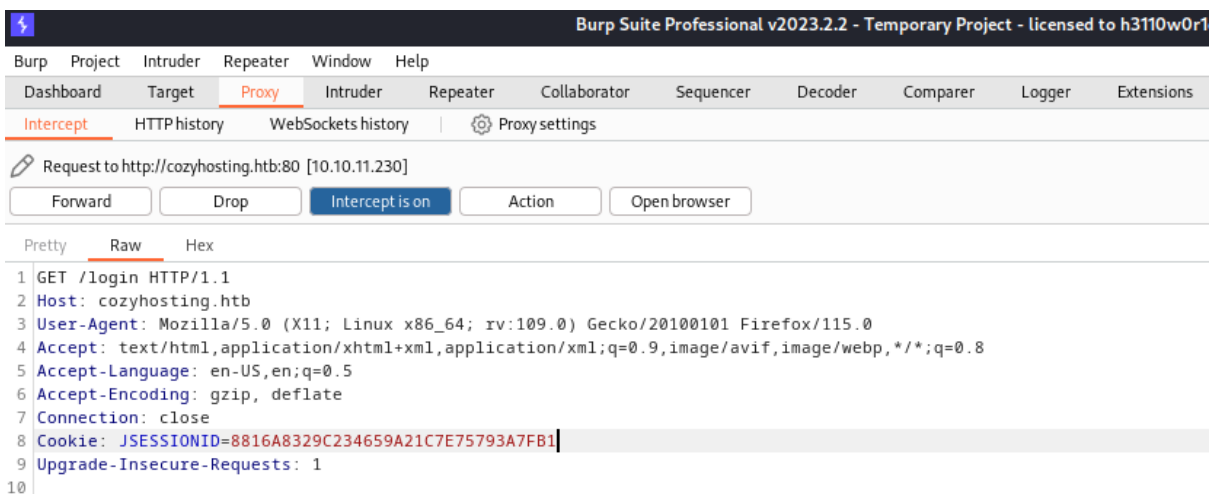 Burp Suite Professional v2023.2.2 - Temporary Project - licensed to h3110w0r1
Burp Project Intruder Repeater Window Help
Dashboard Target Proxy Intruder Repeater Collaborator Sequencer Decoder Comparer Logger Extensions
Intercept HTTP history WebSockets history Proxy settings
Request to http://cozyhosting.htb:80 [10.10.11.230]
Forward Drop Intercept is on Action Open browser
Pretty Raw Hex
1 GET /login HTTP/1.1
2 Host: cozyhosting.htb
3 User-Agent: Mozilla/5.0 (X11; Linux x86_64; rv:109.0) Gecko/20100101 Firefox/115.0
4 Accept: text/html,application/xhtml+xml,application/xml;q=0.9,image/avif,image/webp,*/*;q=0.8
5 Accept-Language: en-US,en;q=0.5
6 Accept-Encoding: gzip, deflate
7 Connection: close
8 Cookie: JSESSIONID=8816A8329C234659A21C7E75793A7FB1
9 Upgrade-Insecure-Requests: 1
10